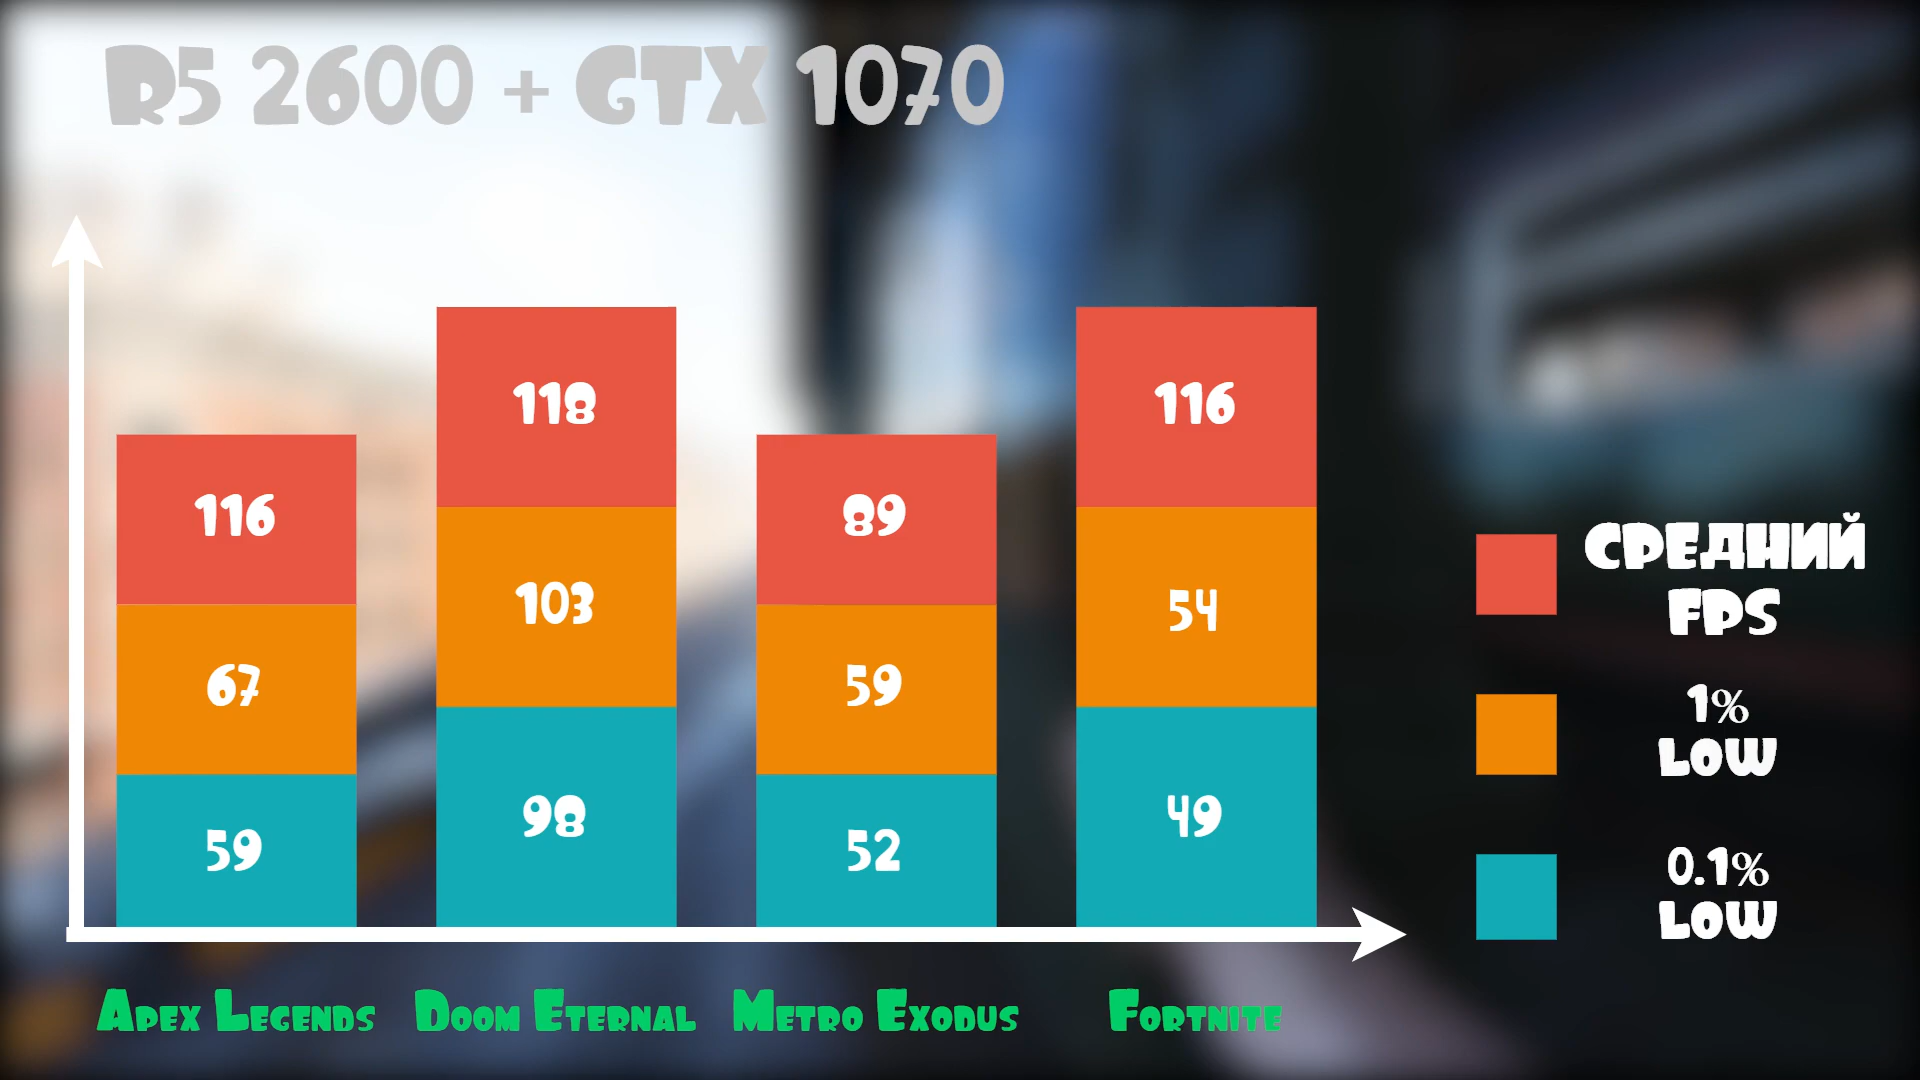 R5 2600 + GTX 1070
116
118
89
116
67
103
59
54
59
98
52
49
СРЕДНИЙ
FPS
1%
LOW
0.1%
LOW
Apex Legends
Doom Eternal
Metro Exodus
Fortnite